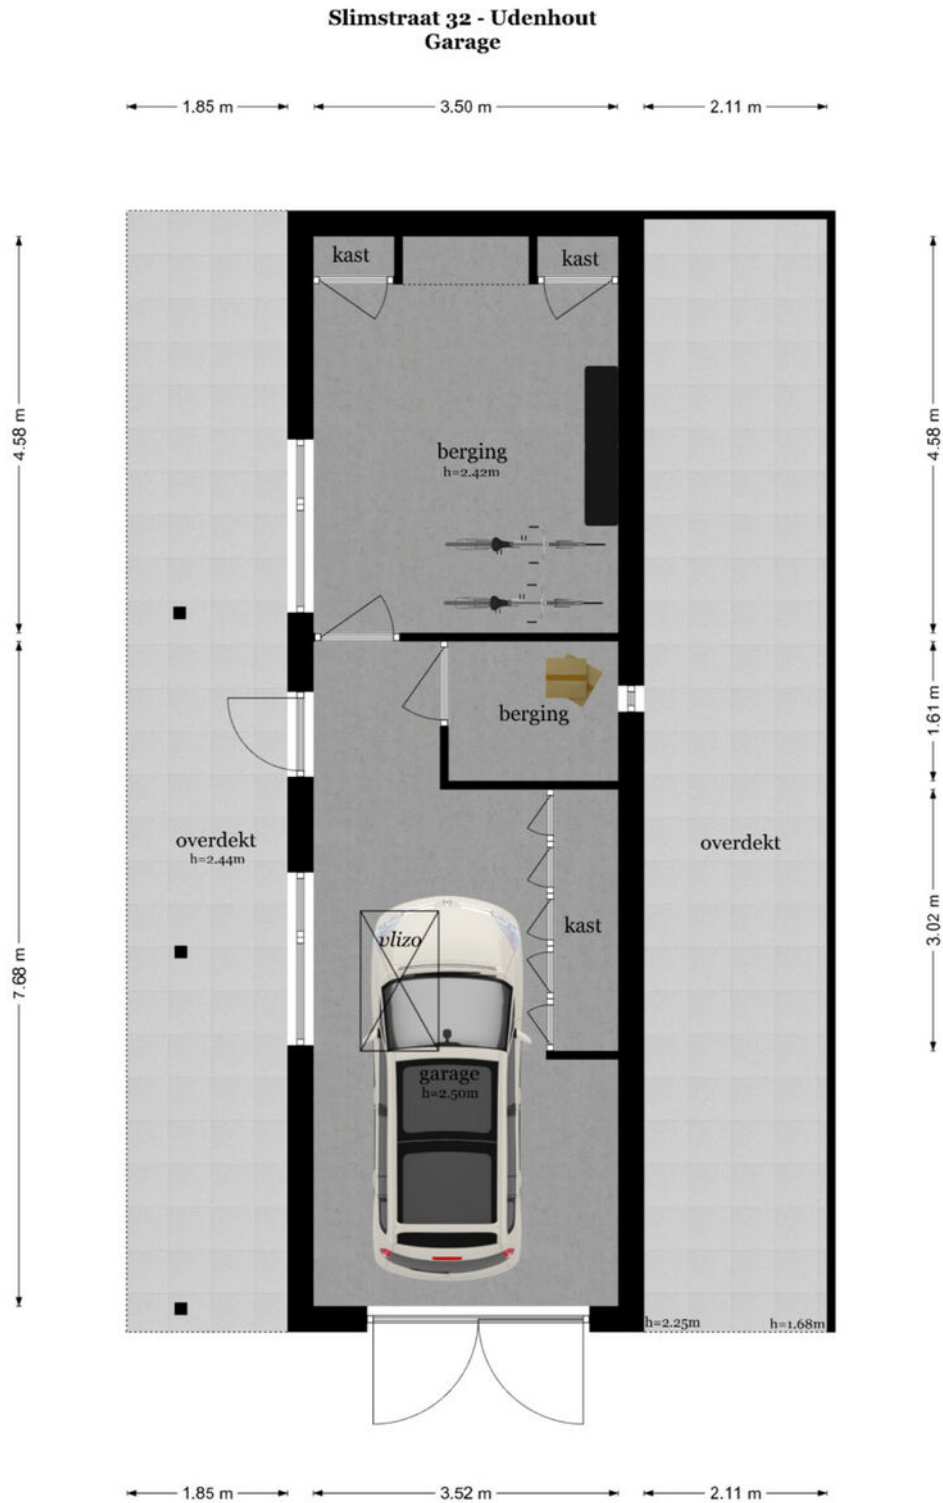 Slimstraat 32 - Udenhout
Garage
1.85 m
3.50 m
2.11 m
kast
kast
4.58 m
4.58 m
berging
h=2.42m
berging
1.61 m
overdekt
h=2.44m
overdekt
kast
3.02 m
vlizo
7.68 m
garage
h=2.50m
h=2.25m
h=1.68m
1.85 m
3.52 m
2.11 m